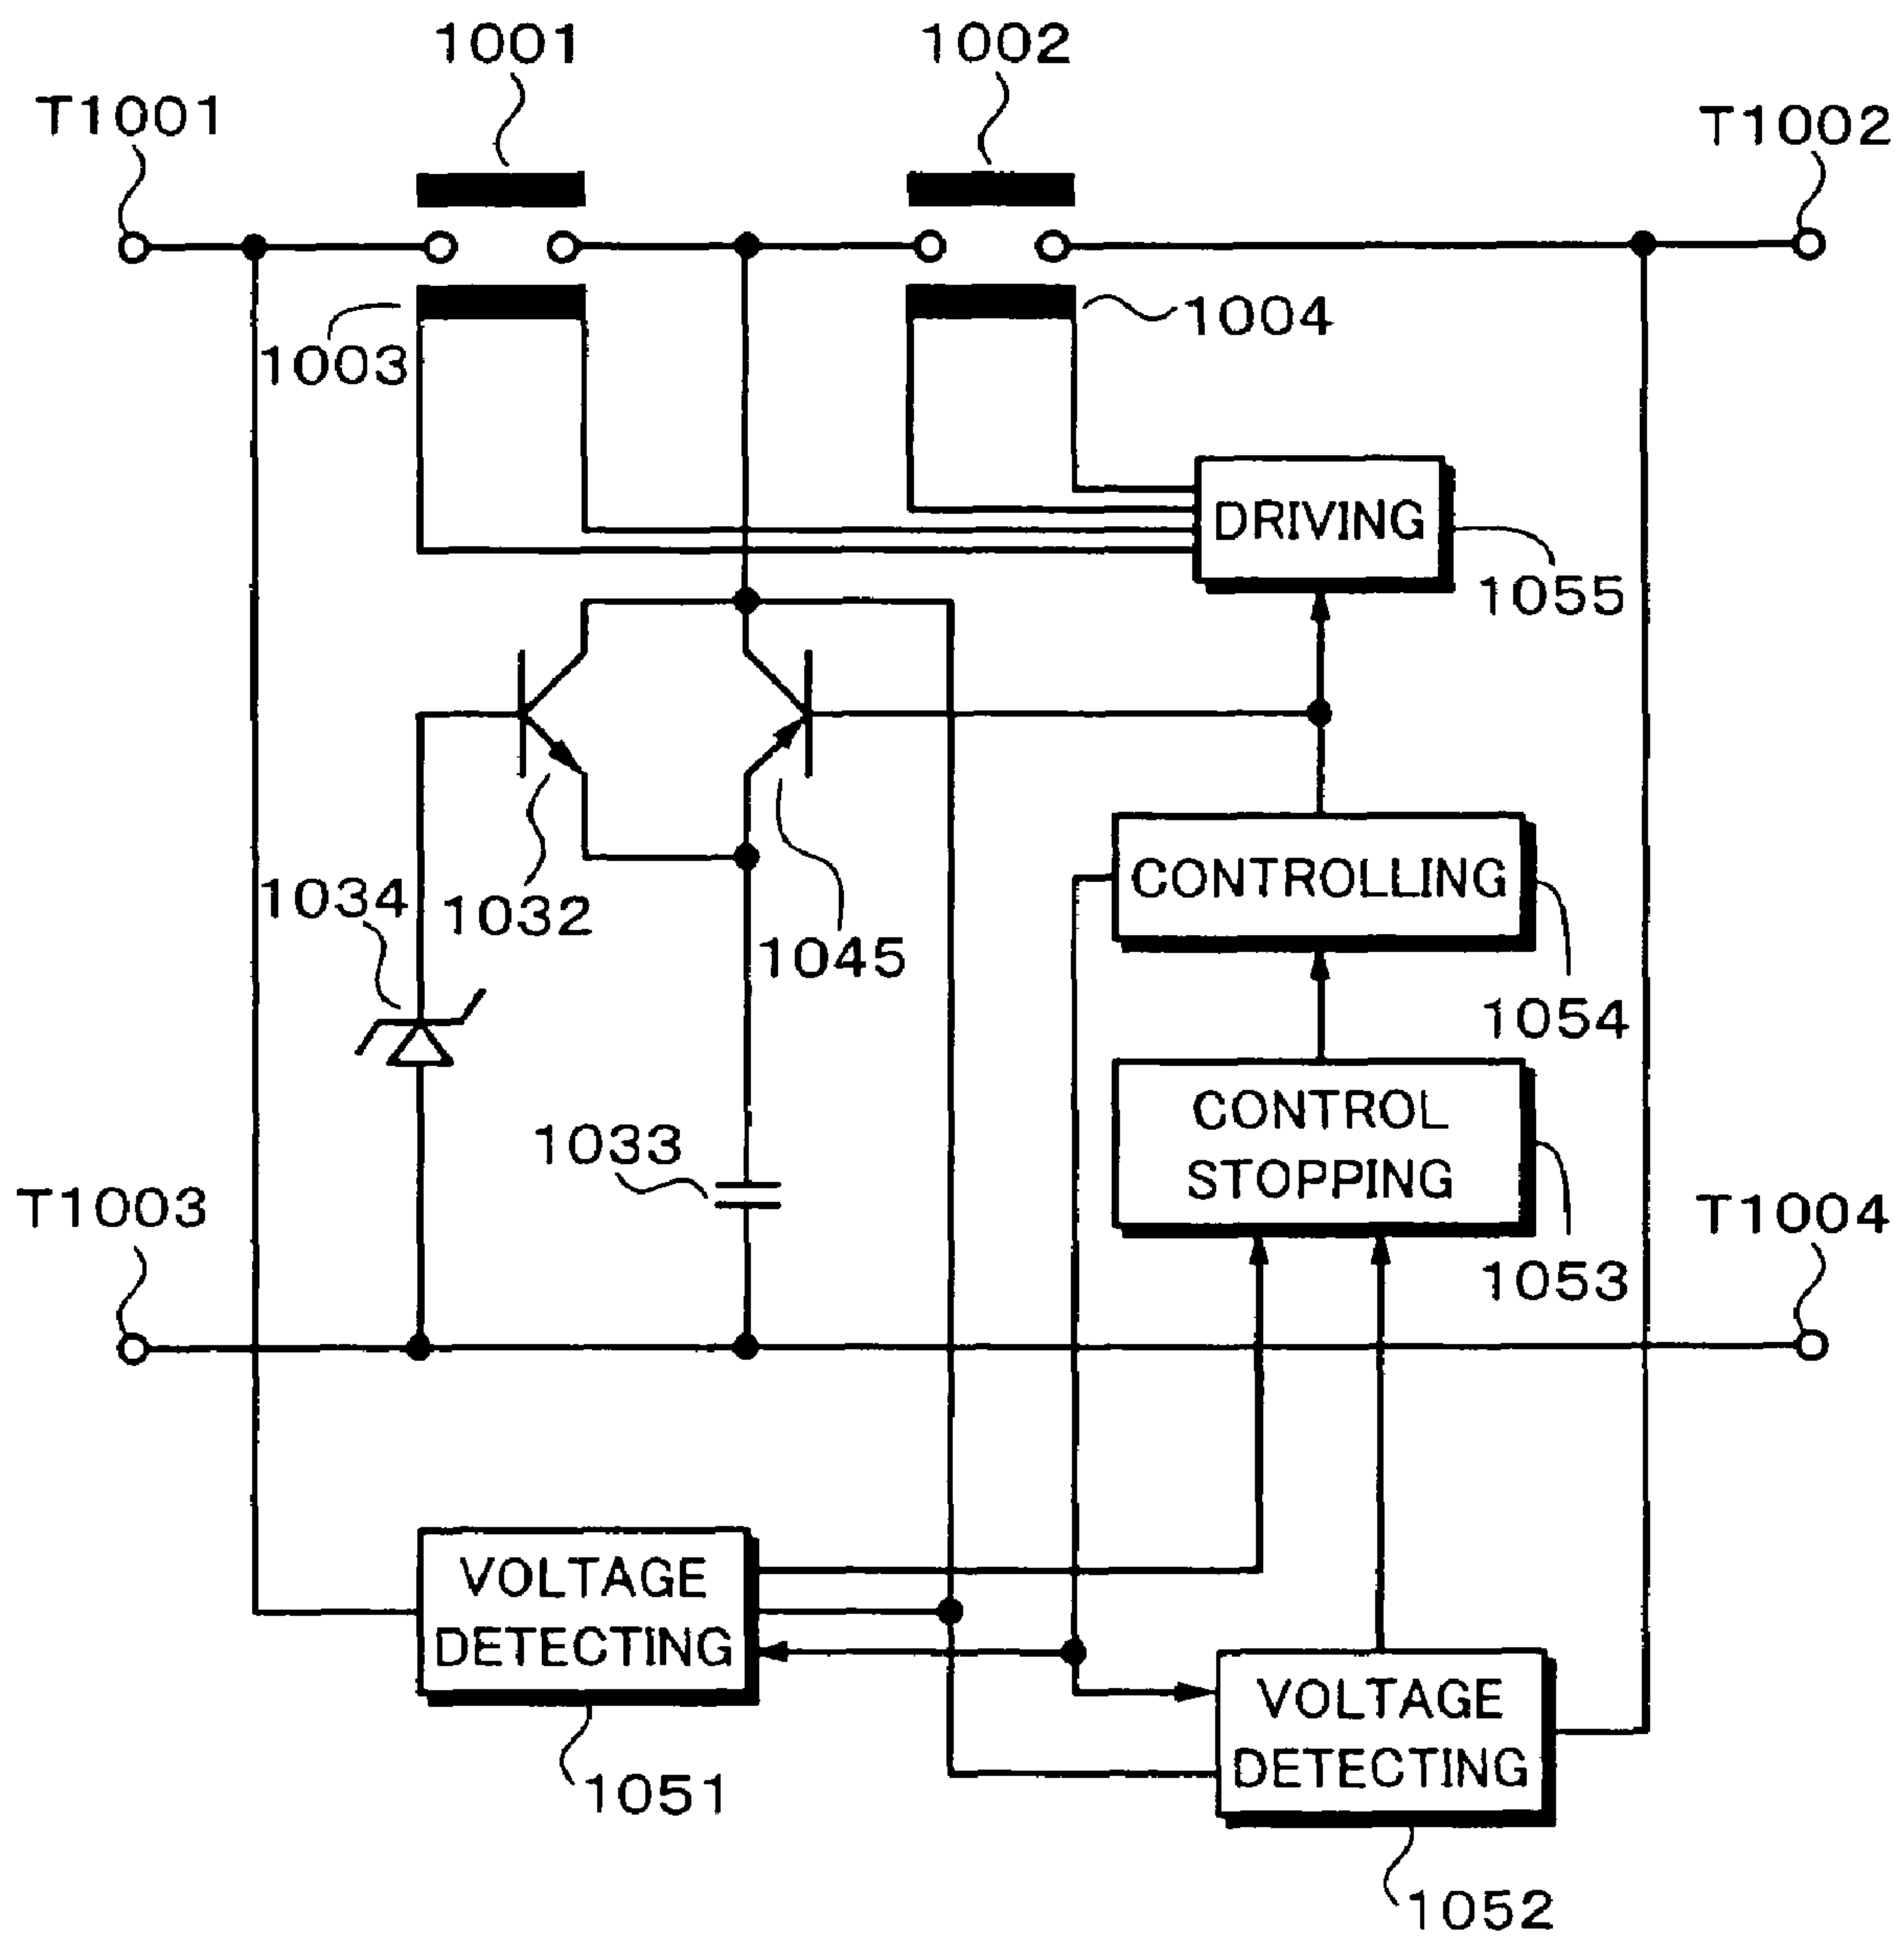 1001
1002
T1001
T1002
1003
1004
DRIVING
1055
1034
1032
1045
CONTROLLING
1054
CONTROL
STOPPING
1033
T1003
T1004
1053
VOLTAGE
DETECTING
1051
VOLTAGE
DETECTING
1052